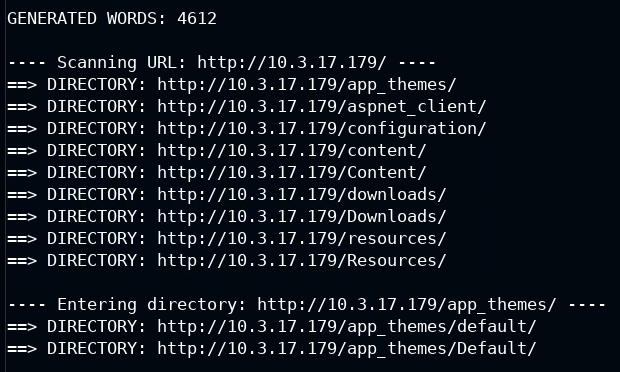 GENERATED WORDS: 4612
---- Scanning URL: http://10.3.17.179/ ----
==> DIRECTORY: http://10.3.17.179/app_themes/
==> DIRECTORY: http://10.3.17.179/aspnet_client/
==> DIRECTORY: http://10.3.17.179/configuration/
==> DIRECTORY: http://10.3.17.179/content/
==> DIRECTORY: http://10.3.17.179/Content/
==> DIRECTORY: http://10.3.17.179/downloads/
==> DIRECTORY: http://10.3.17.179/Downloads/
==> DIRECTORY: http://10.3.17.179/resources/
==> DIRECTORY: http://10.3.17.179/Resources/
---- Entering directory: http://10.3.17.179/app_themes/ ----
==> DIRECTORY: http://10.3.17.179/app_themes/default/
==> DIRECTORY: http://10.3.17.179/app_themes/Default/